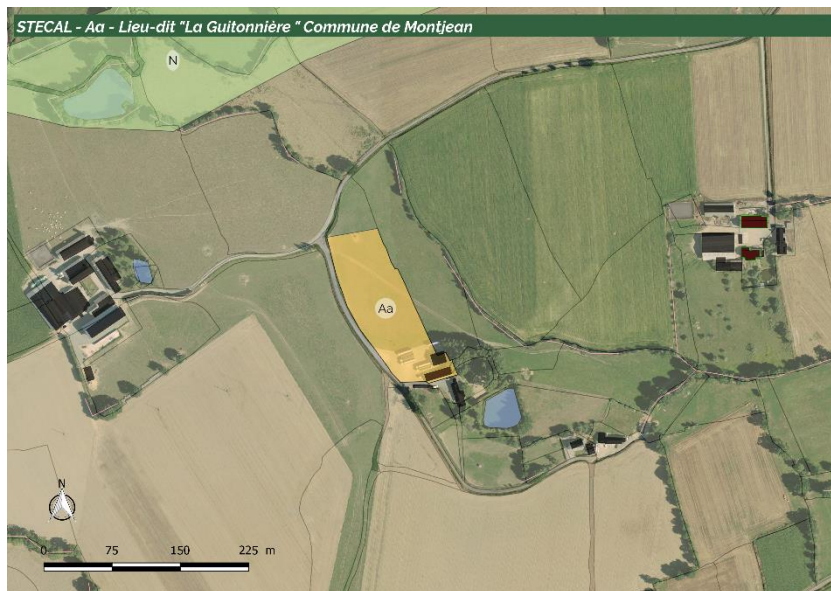 STECAL - Aa - Lieu-dit "La Guitonnière " Commune de Montjean
N
Aa
N
0 75 150 225 m